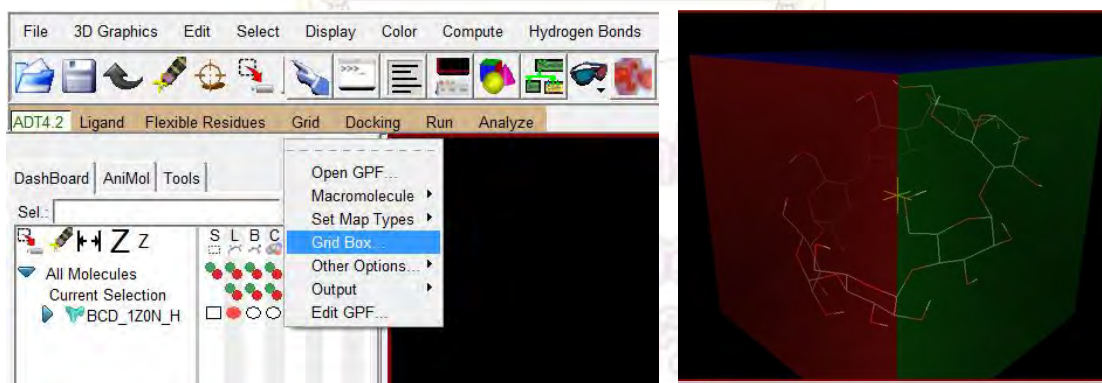 File 3D Graphics Edit Select Display Color Compute Hydrogen Bonds
>>>_
ADT4.2 Ligand Flexible Residues Grid Docking Run Analyze
Open GPF...
Macromolecule
Set Map Types
Grid Box...
Other Options...
Output
Edit GPF...
DashBoard AniMol Tools
Sel.:
Z Z S L B C
All Molecules
Current Selection
BCD_1Z0N_H